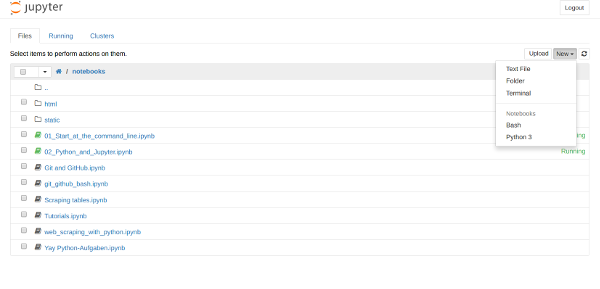 jupyter
Logout
Files Running Clusters
Select items to perform actions on them.
Upload New
/ notebooks
Text File
Folder
Terminal
Notebooks
Bash
Python 3
..
html
static
01_Start_at_the_command_line.ipynb
02_Python_and_Jupyter.ipynb
Running
Git and GitHub.ipynb
git_github_bash.ipynb
Scraping tables.ipynb
Tutorials.ipynb
web_scraping_with_python.ipynb
Yay Python-Aufgaben.ipynb